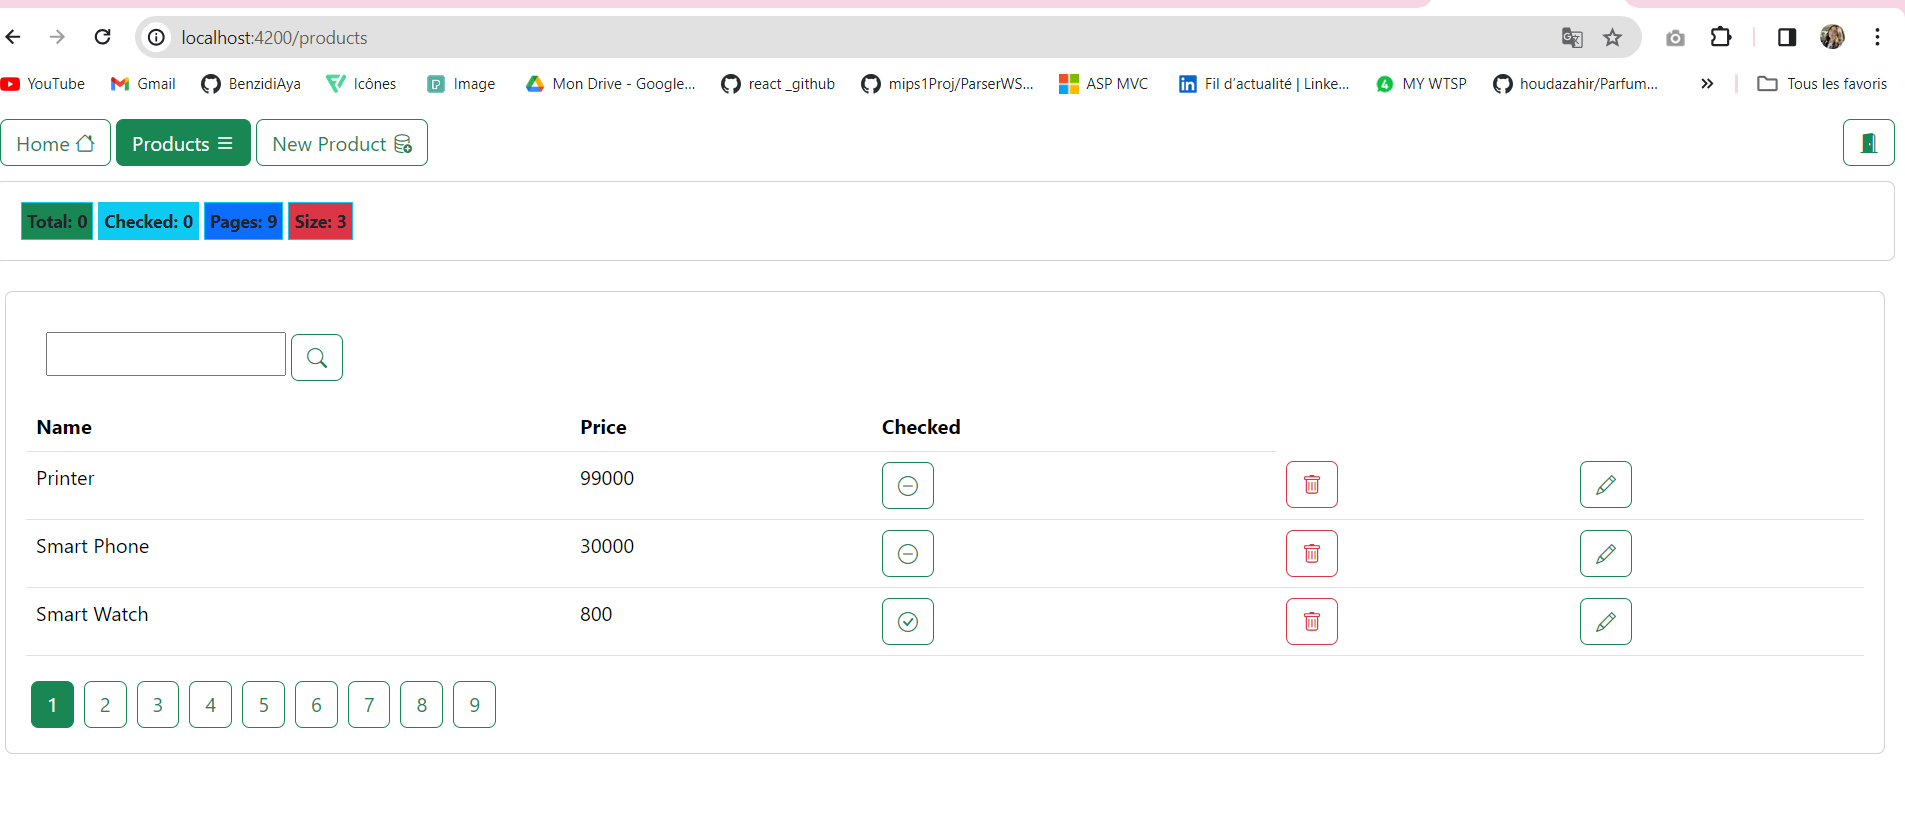 localhost:4200/products
YouTube Gmail BenzidiAya Icônes Image Mon Drive - Google... react _github mips1Proj/ParserWS... ASP MVC Fil d'actualité | Linke... MY WTSP houdazahir/Parfum... » Tous les favoris
Home Products New Product
Total: 0 Checked: 0 Pages: 9 Size: 3
Name Price Checked
Printer 99000
Smart Phone 30000
Smart Watch 800
1 2 3 4 5 6 7 8 9